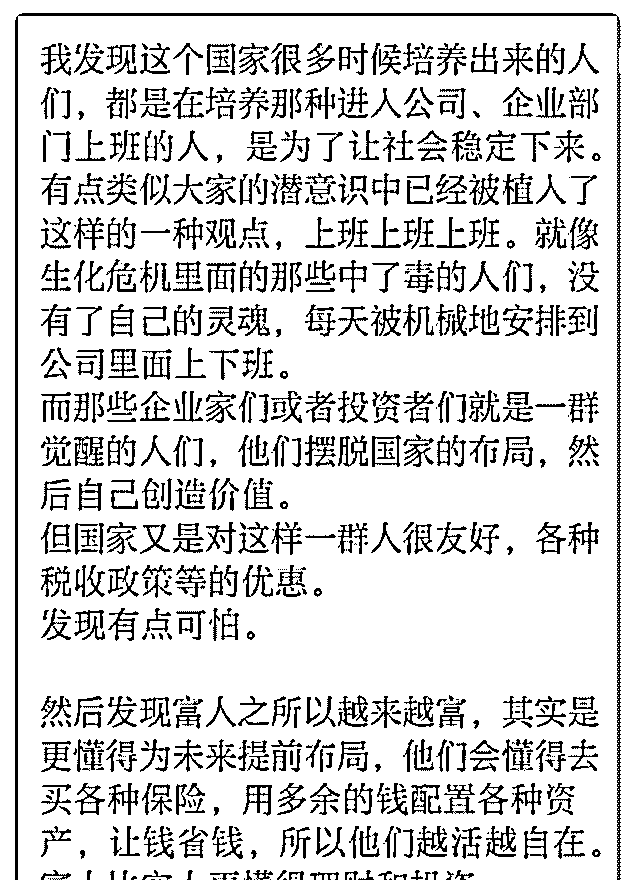 我发现这个国家很多时候培养出来的人
们，都是在培养那种进入公司、企业部
门上班的人，是为了让社会稳定下来。
有点类似大家的潜意识中已经被植入了
这样的一种观点，上班上班上班。就像
生化危机里面的那些中了毒的人们，没
有了自己的灵魂，每天被机械地安排到
公司里面上下班。
而那些企业家们或者投资者们就是一群
觉醒的人们，他们摆脱国家的布局，然
后自己创造价值。
但国家又是对这样一群人很友好，各种
税收政策等的优惠。
发现有点可怕。
然后发现富人之所以越来越富，其实是
更懂得为未来提前布局，他们会懂得去
买各种保险，用多余的钱配置各种资
产，让钱省钱，所以他们越活越自在。